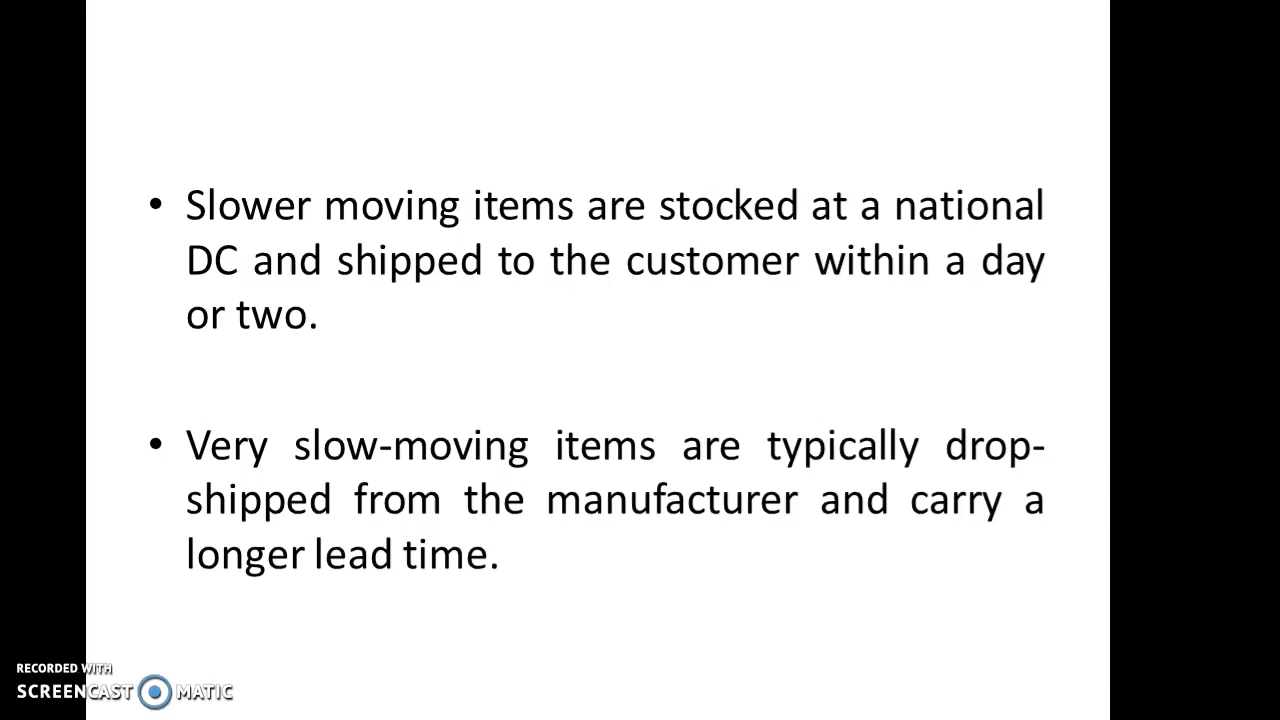 • Slower moving items are stocked at a national
DC and shipped to the customer within a day
or two.
• Very slow-moving items are typically drop-
shipped from the manufacturer and carry a
longer lead time.
RECORDED WITH
SCREENCAST MATIC